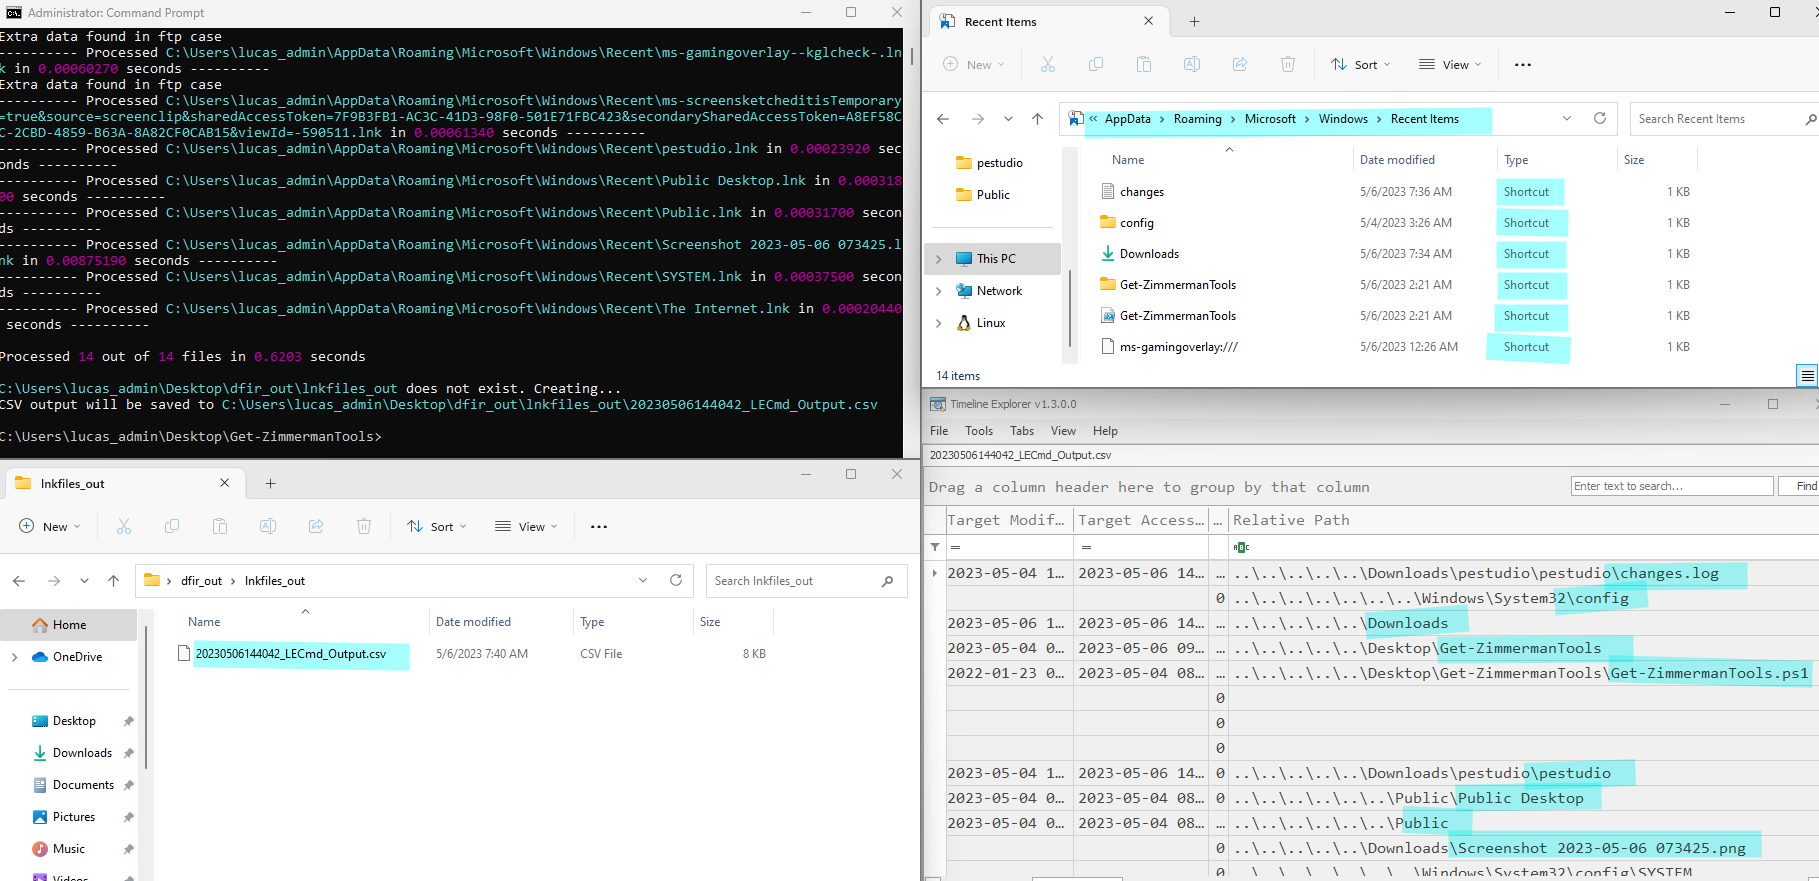 Administrator: Command Prompt
Extra data found in ftp case
---------- Processed C:\Users\lucas_admin\AppData\Roaming\Microsoft\Windows\Recent\ms-gamingoverlay--kglcheck-.ln
k in 0.00060270 seconds ----------
Extra data found in ftp case
---------- Processed C:\Users\lucas_admin\AppData\Roaming\Microsoft\Windows\Recent\ms-screensketcheditisTemporary
=true&source=screenclip&sharedAccessToken=7F9B3FB1-AC3C-41D3-98F0-501E71FBC423&secondarySharedAccessToken=A8EF58C
C-2CBD-4859-B63A-8A82CF0CAB15&viewId=-590511.lnk in 0.00061340 seconds ----------
---------- Processed C:\Users\lucas_admin\AppData\Roaming\Microsoft\Windows\Recent\pestudio.lnk in 0.00023920 sec
onds ----------
---------- Processed C:\Users\lucas_admin\AppData\Roaming\Microsoft\Windows\Recent\Public Desktop.lnk in 0.000318
00 seconds ----------
---------- Processed C:\Users\lucas_admin\AppData\Roaming\Microsoft\Windows\Recent\Public.lnk in 0.00031700 secon
ds ----------
---------- Processed C:\Users\lucas_admin\AppData\Roaming\Microsoft\Windows\Recent\Screenshot 2023-05-06 073425.l
nk in 0.00875190 seconds ----------
---------- Processed C:\Users\lucas_admin\AppData\Roaming\Microsoft\Windows\Recent\SYSTEM.lnk in 0.00037500 secon
ds ----------
---------- Processed C:\Users\lucas_admin\AppData\Roaming\Microsoft\Windows\Recent\The Internet.lnk in 0.00020440
 seconds ----------
Processed 14 out of 14 files in 0.6203 seconds
C:\Users\lucas_admin\Desktop\dfir_out\lnkfiles_out does not exist. Creating...
CSV output will be saved to C:\Users\lucas_admin\Desktop\dfir_out\lnkfiles_out\20230506144042_LECmd_Output.csv
C:\Users\lucas_admin\Desktop\Get-ZimmermanTools>
Recent Items
New Sort View ...
« AppData > Roaming > Microsoft > Windows > Recent Items
Search Recent Items
pestudio
Public
This PC
Network
Linux
Name Date modified Type Size
changes 5/6/2023 7:36 AM Shortcut 1 KB
config 5/4/2023 3:26 AM Shortcut 1 KB
Downloads 5/6/2023 7:34 AM Shortcut 1 KB
Get-ZimmermanTools 5/6/2023 2:21 AM Shortcut 1 KB
Get-ZimmermanTools 5/6/2023 2:21 AM Shortcut 1 KB
ms-gamingoverlay:/// 5/6/2023 12:26 AM Shortcut 1 KB
14 items
lnkfiles_out
New Sort View ...
dfir_out > lnkfiles_out
Search lnkfiles_out
Home
OneDrive
Desktop
Downloads
Documents
Pictures
Music
Videos
Name Date modified Type Size
20230506144042_LECmd_Output.csv 5/6/2023 7:40 AM CSV File 8 KB
Timeline Explorer v1.3.0.0
File Tools Tabs View Help
20230506144042_LECmd_Output.csv
Drag a column header here to group by that column
Enter text to search... Find
Target Modif... Target Access... ... Relative Path
= =
2023-05-04 1... 2023-05-06 14... ... ..\..\..\..\..\Downloads\pestudio\pestudio\changes.log
0 ..\..\..\..\..\..\..\Windows\System32\config
2023-05-06 1... 2023-05-06 14... ... ..\..\..\..\..\Downloads
2023-05-04 0... 2023-05-06 09... ... ..\..\..\..\..\Desktop\Get-ZimmermanTools
2022-01-23 0... 2023-05-04 08... ... ..\..\..\..\..\Desktop\Get-ZimmermanTools\Get-ZimmermanTools.ps1
0
0
0
2023-05-04 1... 2023-05-06 14... 0 ..\..\..\..\..\Downloads\pestudio\pestudio
2023-05-04 0... 2023-05-04 08... 0 ..\..\..\..\..\..\Public\Public Desktop
2023-05-04 0... 2023-05-04 08... 0 ..\..\..\..\..\..\Public
0 ..\..\..\..\..\Downloads\Screenshot 2023-05-06 073425.png
0 ..\..\..\..\..\..\..\Windows\System32\config\SYSTEM